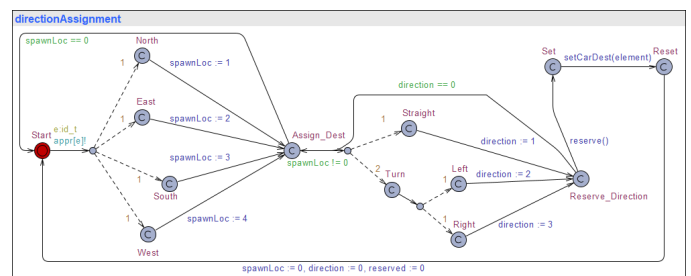 directionAssignment
North
spawnLoc == 0
spawnLoc := 1
1
Set
setCarDest(element)
Reset
direction == 0
East
1
spawnLoc := 2
Straight
1
e:id_t
appr[e]!
Start
Assign_Dest
direction := 1
reserve()
spawnLoc := 3
spawnLoc != 0
1
South
2
Turn
Left
1
direction := 2
Reserve_Direction
1
spawnLoc := 4
West
1
Right
direction := 3
spawnLoc := 0, direction := 0, reserved := 0